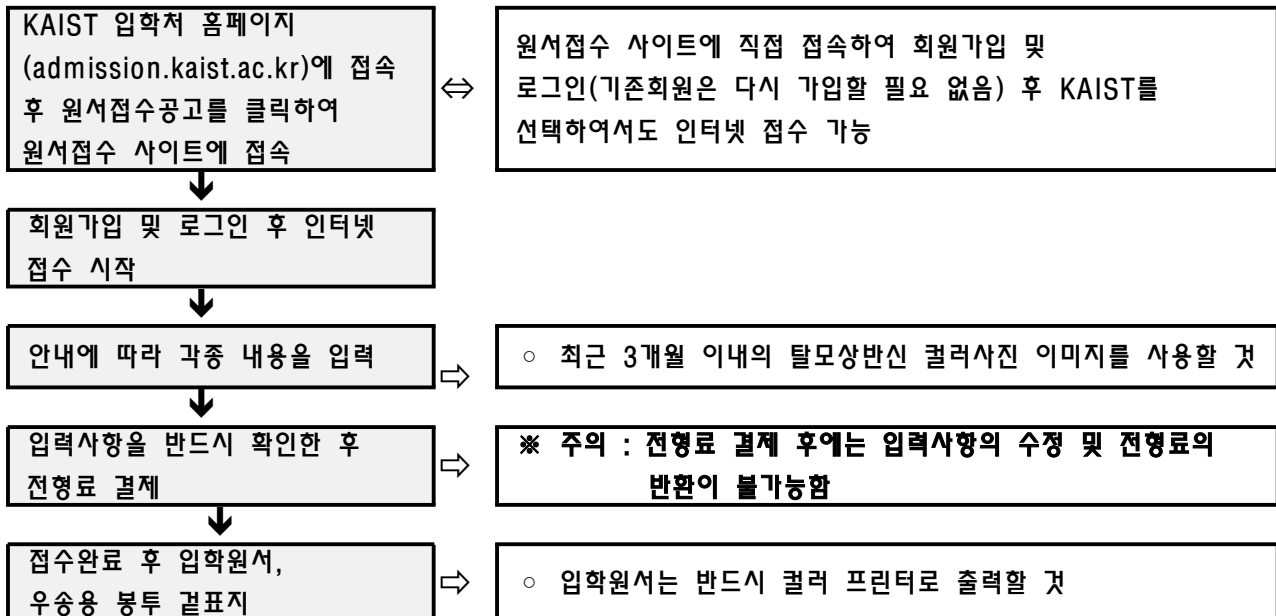 KAIST 입학처 홈페이지
(admission.kaist.ac.kr)에 접속
후 원서접수공고를 클릭하여
원서접수 사이트에 접속
원서접수 사이트에 직접 접속하여 회원가입 및
로그인(기존회원은 다시 가입할 필요 없음) 후 KAIST를
선택하여서도 인터넷 접수 가능
회원가입 및 로그인 후 인터넷
접수 시작
안내에 따라 각종 내용을 입력
○ 최근 3개월 이내의 탈모상반신 컬러사진 이미지를 사용할 것
입력사항을 반드시 확인한 후
전형료 결제
※ 주의 : 전형료 결제 후에는 입력사항의 수정 및 전형료의
반환이 불가능함
접수완료 후 입학원서,
우송용 봉투 겉표지
○ 입학원서는 반드시 컬러 프린터로 출력할 것